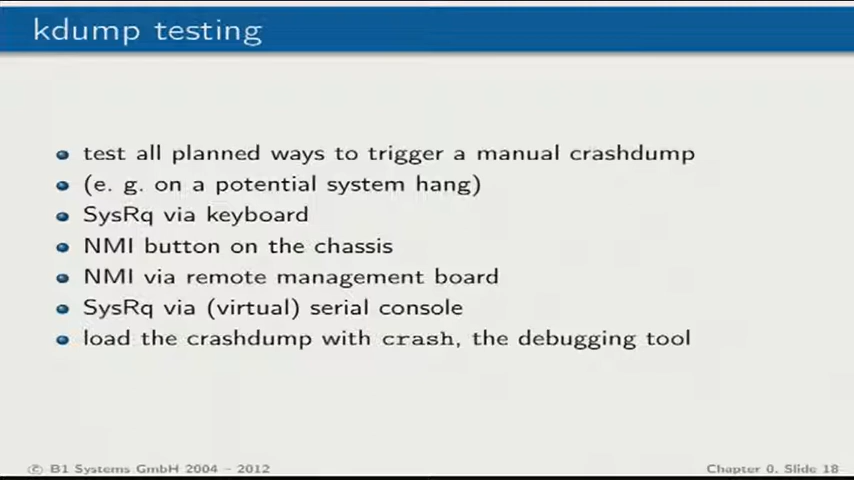 kdump testing
test all planned ways to trigger a manual crashdump
(e. g. on a potential system hang)
SysRq via keyboard
NMI button on the chassis
NMI via remote management board
SysRq via (virtual) serial console
load the crashdump with crash, the debugging tool
© B1 Systems GmbH 2004 – 2012
Chapter 0, Slide 18